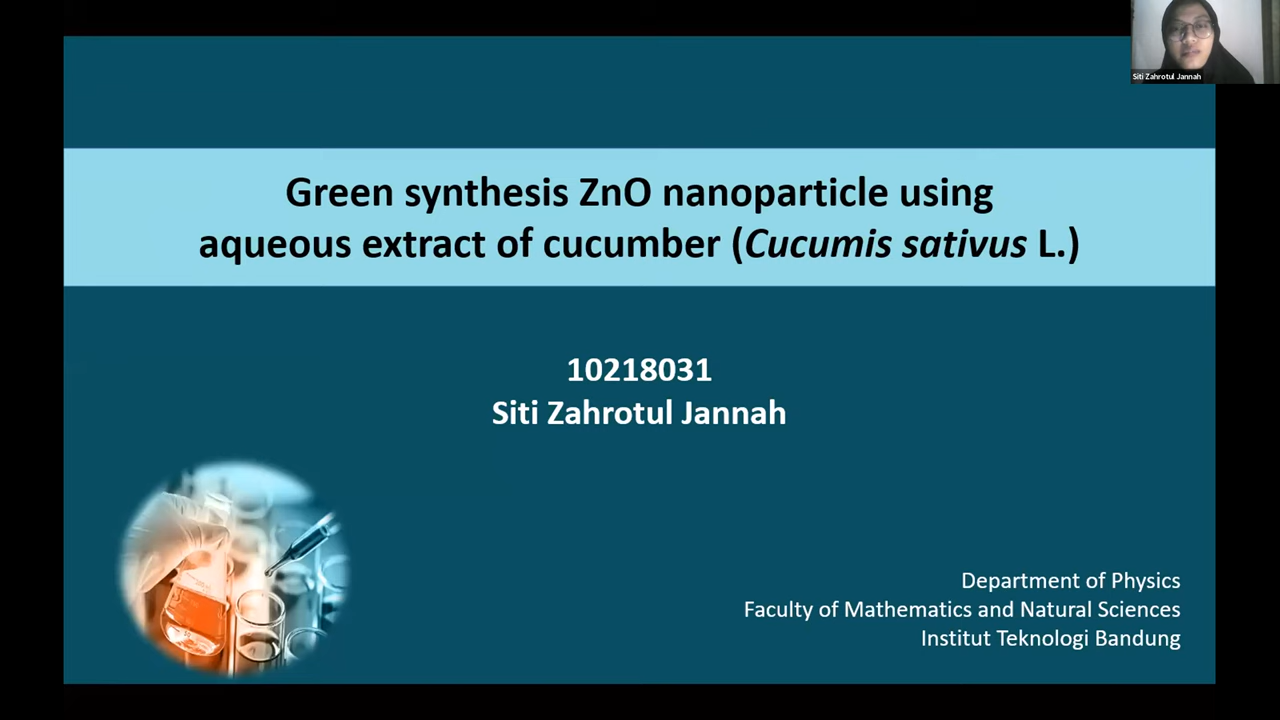 Siti Zahrotul Jannah
Green synthesis ZnO nanoparticle using
aqueous extract of cucumber (Cucumis sativus L.)
10218031
Siti Zahrotul Jannah
Department of Physics
Faculty of Mathematics and Natural Sciences
Institut Teknologi Bandung